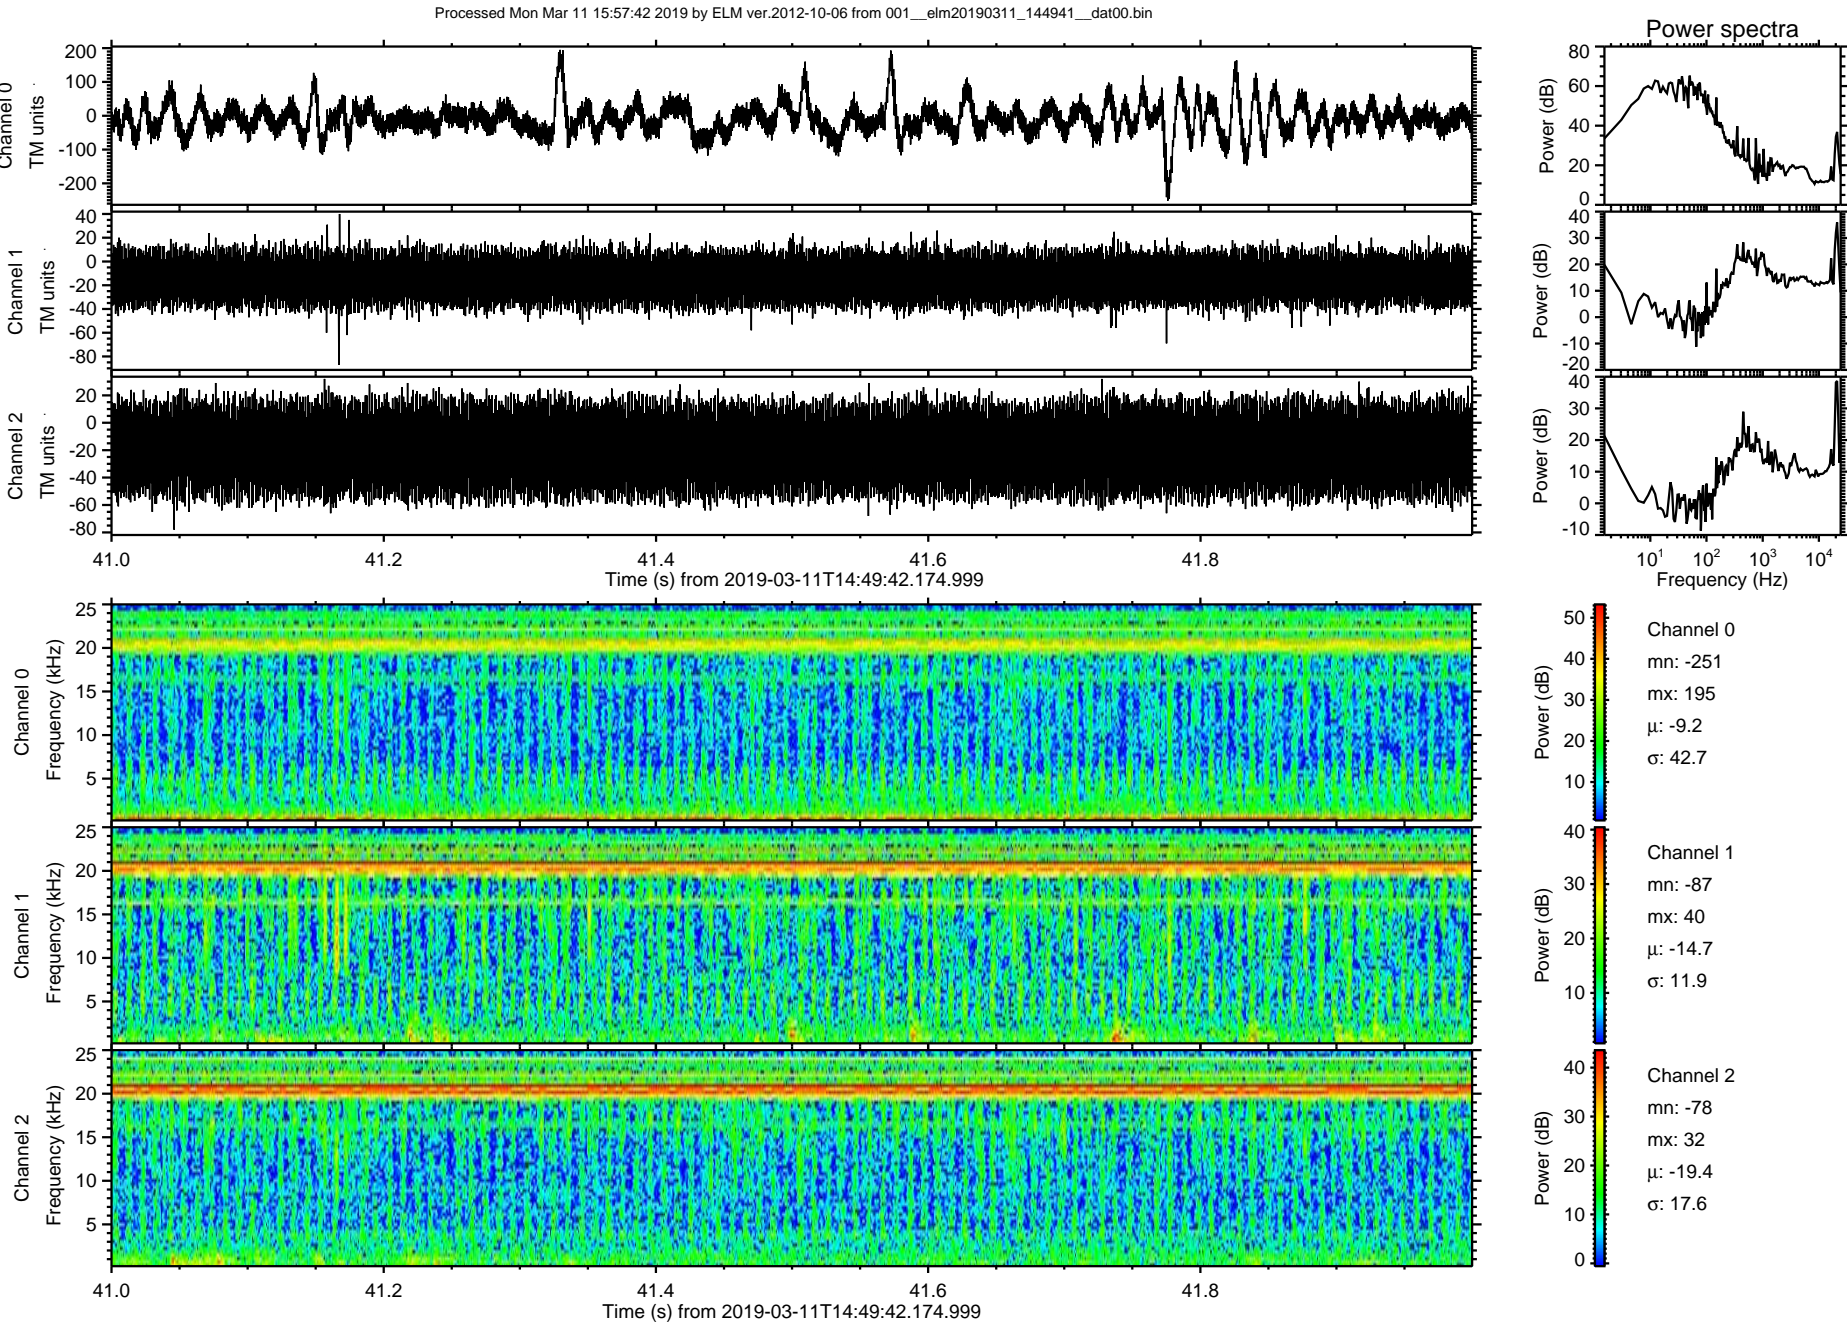 Processed Mon Mar 11 15:57:42 2019 by ELM ver.2012-10-06 from 001__elm20190311_144941__dat00.bin
Power spectra
Channel 0
TM units
200
100
0
-100
-200
Power (dB)
80
60
40
20
0
Channel 1
TM units
40
20
0
-20
-40
-60
-80
Power (dB)
40
30
20
10
0
-10
-20
Channel 2
TM units
20
0
-20
-40
-60
-80
Power (dB)
40
30
20
10
0
-10
41.0 41.2 41.4 41.6 41.8
Time (s) from 2019-03-11T14:49:42.174.999
10¹ 10² 10³ 10⁴
Frequency (Hz)
Channel 0
Frequency (kHz)
25
20
15
10
5
Power (dB)
50
40
30
20
10
Channel 0
mn: -251
mx: 195
μ: -9.2
σ: 42.7
Channel 1
Frequency (kHz)
25
20
15
10
5
Power (dB)
40
30
20
10
Channel 1
mn: -87
mx: 40
μ: -14.7
σ: 11.9
Channel 2
Frequency (kHz)
25
20
15
10
5
Power (dB)
40
30
20
10
0
Channel 2
mn: -78
mx: 32
μ: -19.4
σ: 17.6
41.0 41.2 41.4 41.6 41.8
Time (s) from 2019-03-11T14:49:42.174.999